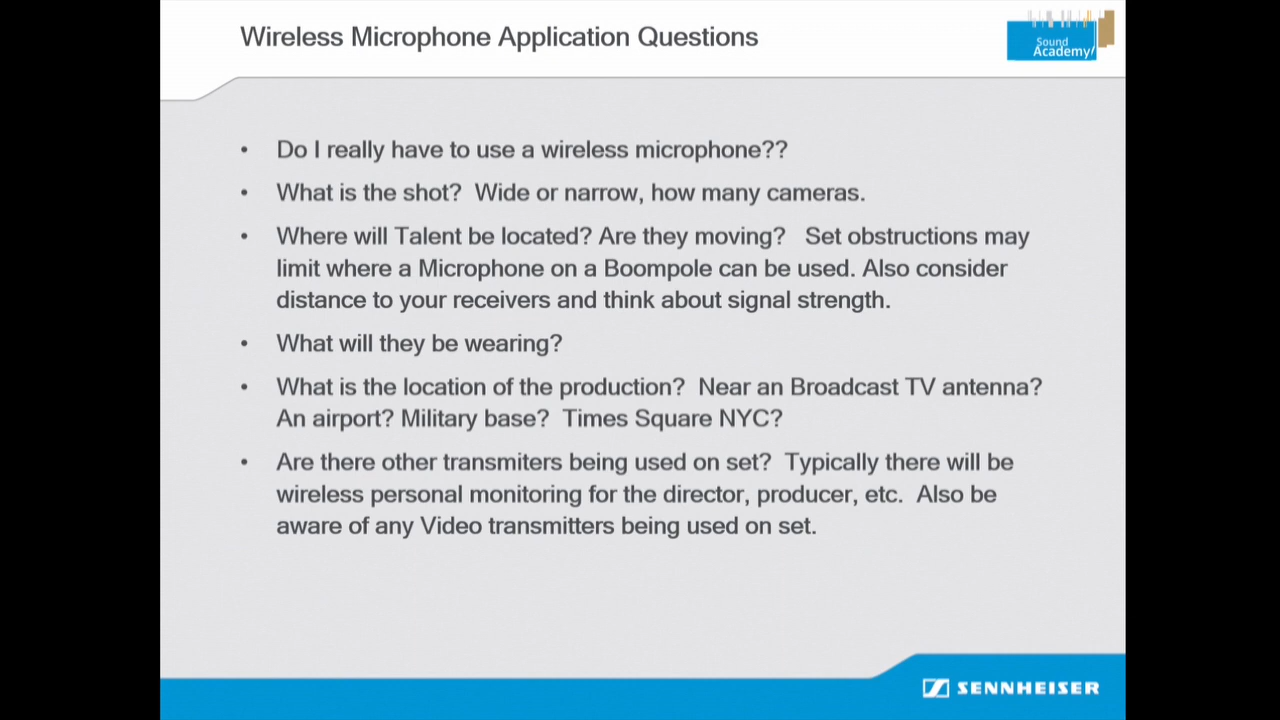 Wireless Microphone Application Questions
Sound
Academy/
• Do I really have to use a wireless microphone??
• What is the shot?  Wide or narrow, how many cameras.
• Where will Talent be located? Are they moving?   Set obstructions may
limit where a Microphone on a Boompole can be used. Also consider
distance to your receivers and think about signal strength.
• What will they be wearing?
• What is the location of the production?  Near an Broadcast TV antenna?
An airport? Military base?  Times Square NYC?
• Are there other transmiters being used on set?  Typically there will be
wireless personal monitoring for the director, producer, etc.  Also be
aware of any Video transmitters being used on set.
SENNHEISER